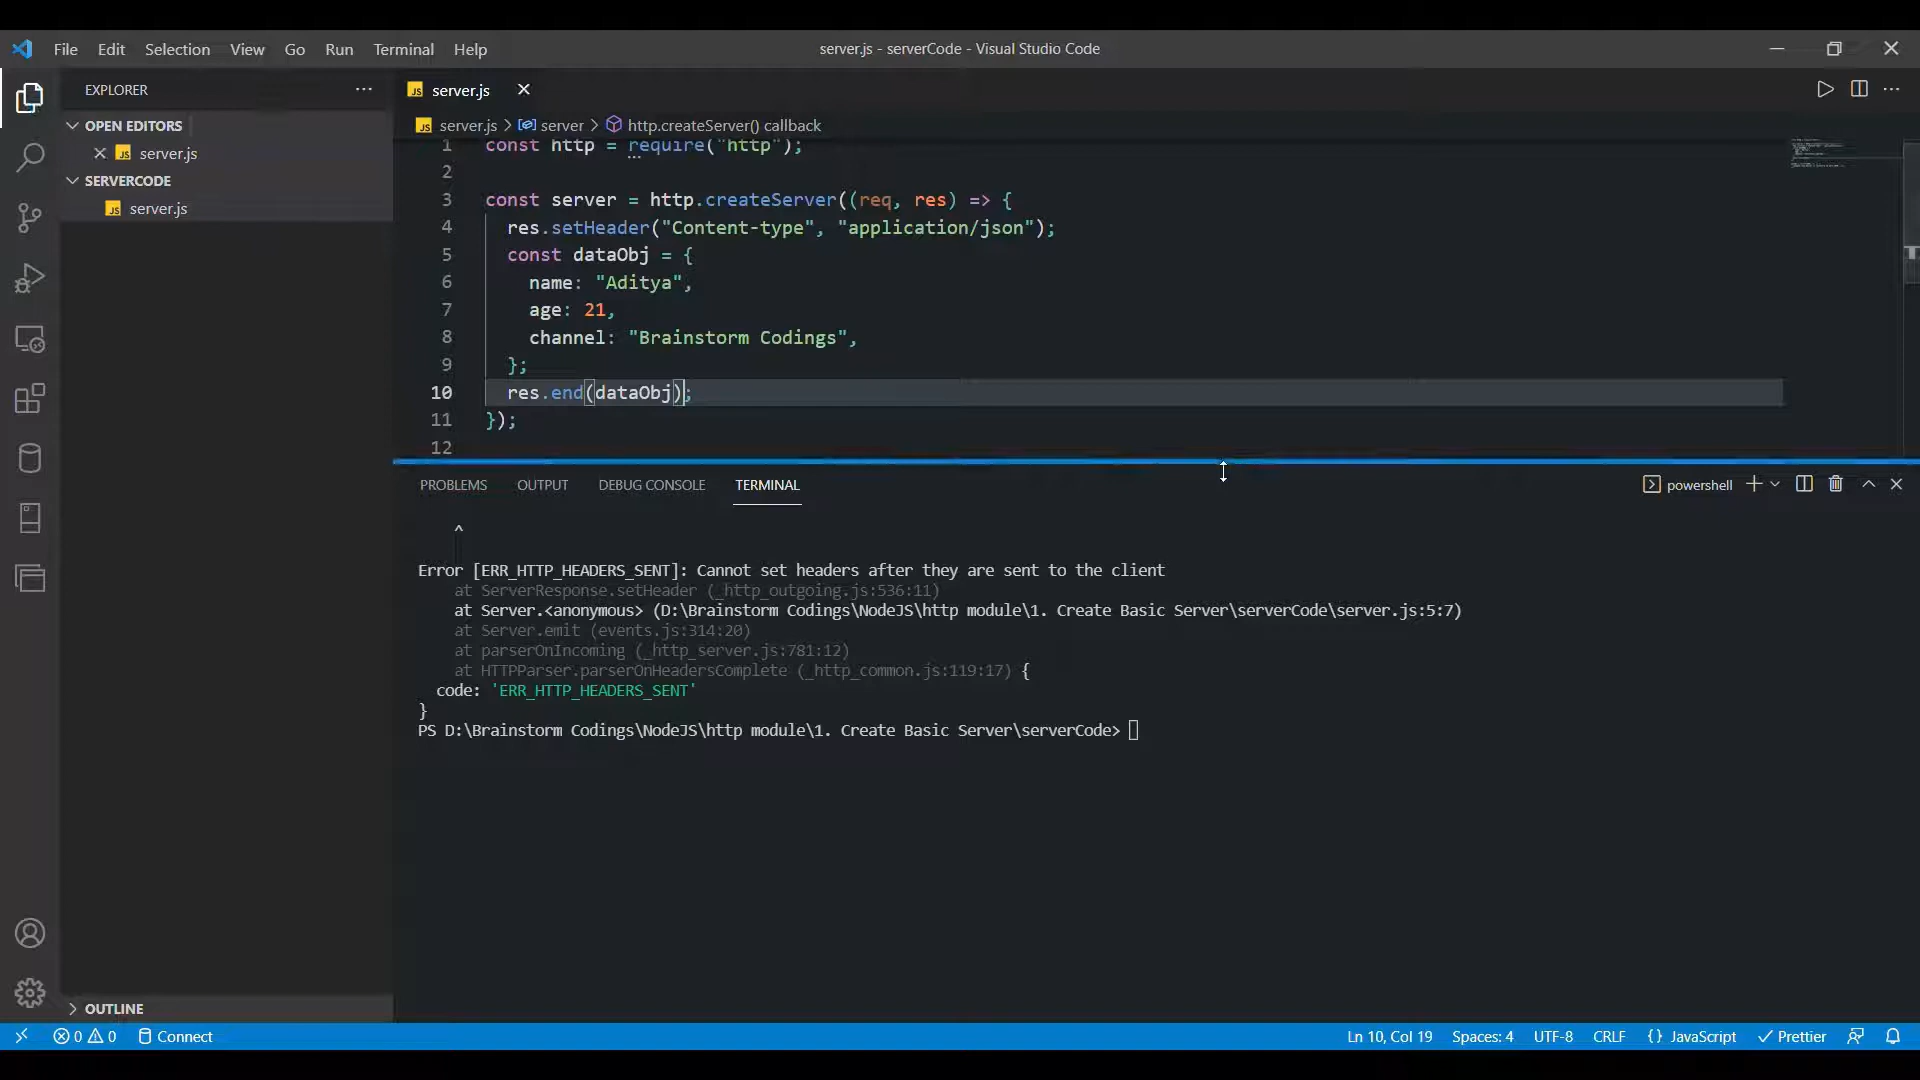 File Edit Selection View Go Run Terminal Help
server.js - serverCode - Visual Studio Code
EXPLORER
OPEN EDITORS
server.js
SERVERCODE
server.js
OUTLINE
server.js
server.js > server > http.createServer() callback
1 const http = require("http");
2
3 const server = http.createServer((req, res) => {
4 res.setHeader("Content-type", "application/json");
5 const dataObj = {
6 name: "Aditya",
7 age: 21,
8 channel: "Brainstorm Codings",
9 };
10 res.end(dataObj);
11 });
12
PROBLEMS OUTPUT DEBUG CONSOLE TERMINAL
powershell
^
Error [ERR_HTTP_HEADERS_SENT]: Cannot set headers after they are sent to the client
at ServerResponse.setHeader (_http_outgoing.js:536:11)
at Server.<anonymous> (D:\Brainstorm Codings\NodeJS\http module\1. Create Basic Server\serverCode\server.js:5:7)
at Server.emit (events.js:314:20)
at parserOnIncoming (_http_server.js:781:12)
at HTTPParser.parserOnHeadersComplete (_http_common.js:119:17) {
code: 'ERR_HTTP_HEADERS_SENT'
}
PS D:\Brainstorm Codings\NodeJS\http module\1. Create Basic Server\serverCode>
0 0 Connect
Ln 10, Col 19 Spaces: 4 UTF-8 CRLF {} JavaScript Prettier